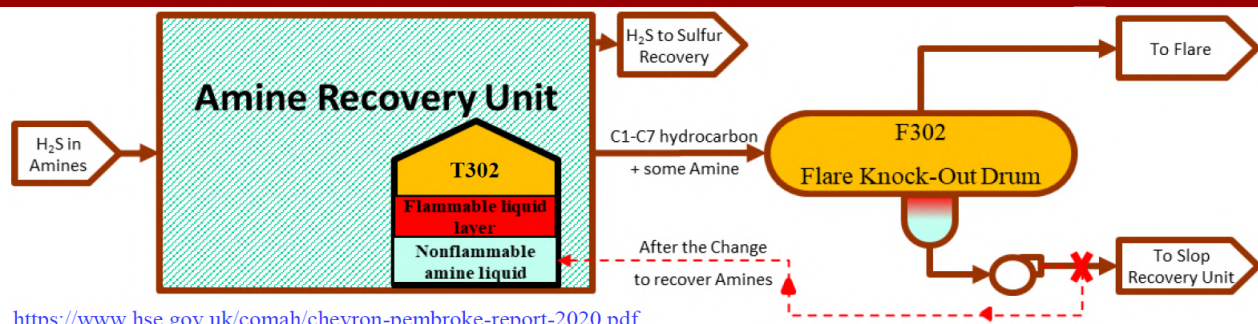 H₂S in
Amines
Amine Recovery Unit
T302
Flammable liquid
layer
Nonflammable
amine liquid
H₂S to Sulfur
Recovery
C1-C7 hydrocarbon
+ some Amine
F302
Flare Knock-Out Drum
To Flare
After the Change
to recover Amines
To Slop
Recovery Unit
https://www.hse.gov.uk/comah/chevron-pembroke-report-2020.pdf